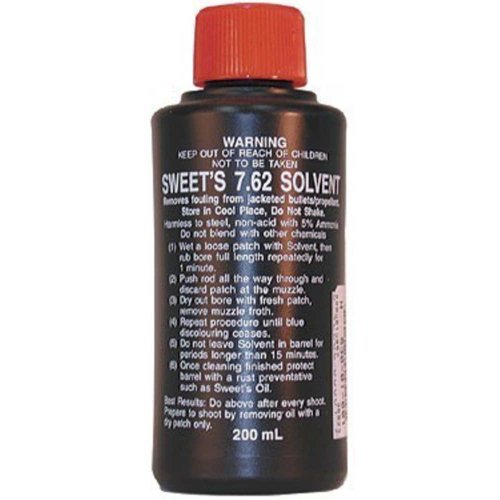 WARNING
KEEP OUT OF REACH OF CHILDREN
NOT TO BE TAKEN
SWEET'S 7.62 SOLVENT
Removes fouling from jacketed bullets/propellant.
Store in Cool Place, Do Not Shake.
Harmless to steel, non-acid with 5% Ammonia
Do not blend with other chemicals
(1) Wet a loose patch with Solvent, then
rub bore full length repeatedly for
1 minute.
(2) Push rod all the way through and
discard patch at the muzzle.
(3) Dry out bore with fresh patch,
remove muzzle froth.
(4) Repeat procedure until blue
discolouring ceases.
(5) Do not leave Solvent in barrel for
periods longer than 15 minutes.
(6) Once cleaning finished protect
barrel with a rust preventative
such as Sweet's Oil.
Best Results: Do above after every shoot.
Prepare to shoot by removing oil with a
dry patch only.
200 mL